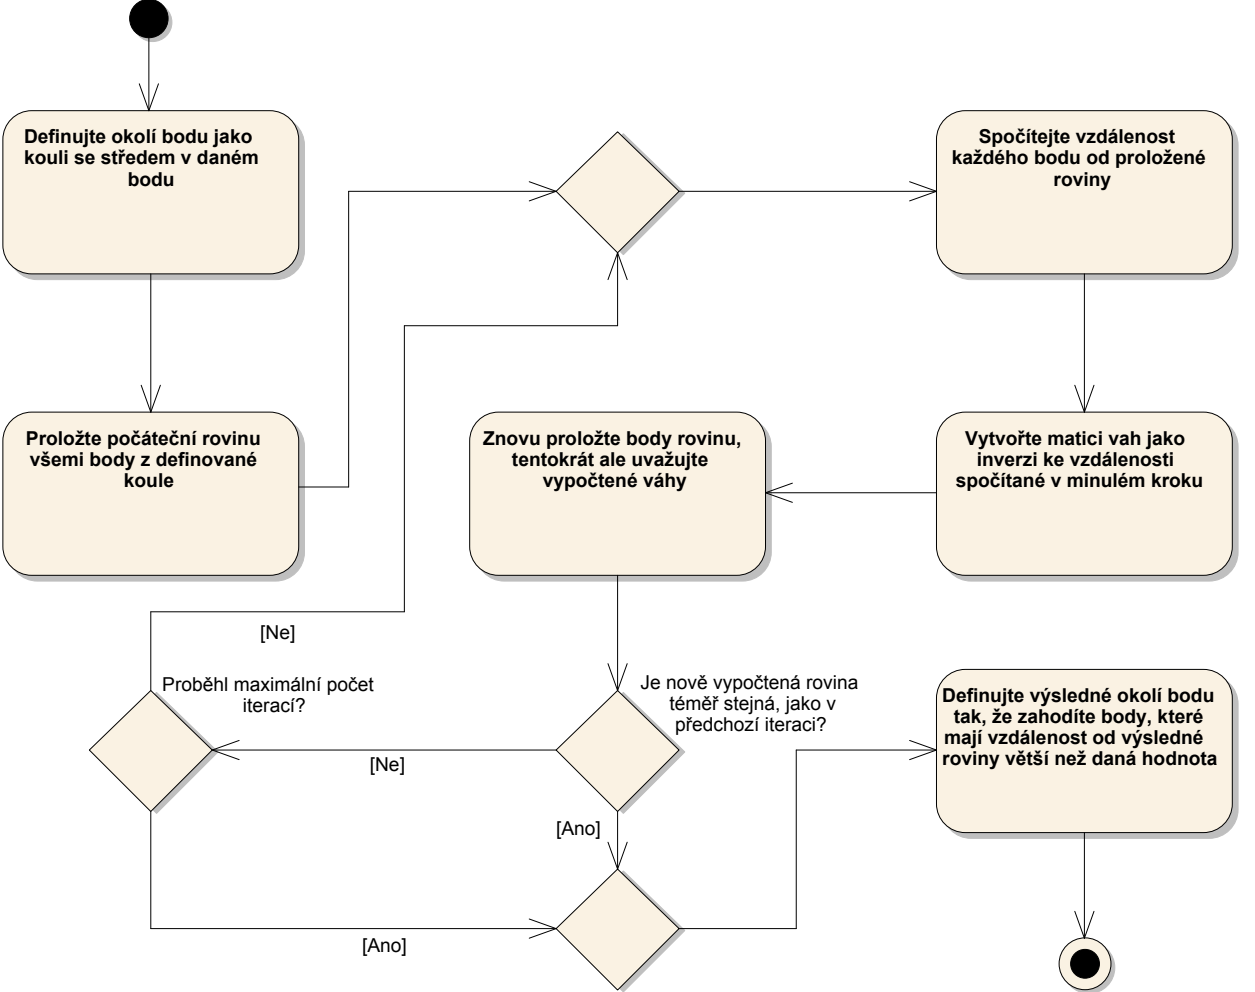 Definujte okolí bodu jako
kouli se středem v daném
bodu
Spočítejte vzdálenost
každého bodu od proložené
roviny
Proložte počáteční rovinu
všemi body z definované
koule
Znovu proložte body rovinu,
tentokrát ale uvažujte
vypočtené váhy
Vytvořte matici vah jako
inverzi ke vzdálenosti
spočítané v minulém kroku
[Ne]
Proběhl maximální počet
iterací?
Je nově vypočtená rovina
téměř stejná, jako v
předchozí iteraci?
Definujte výsledné okolí bodu
tak, že zahodíte body, které
mají vzdálenost od výsledné
roviny větší než daná hodnota
[Ne]
[Ano]
[Ano]